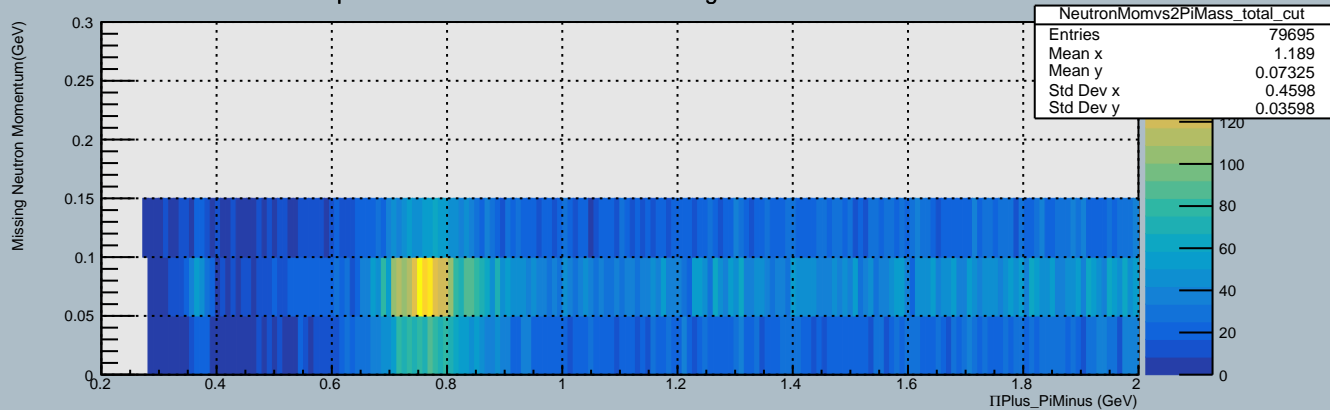 NeutronMomvs2PiMass_total_cut
Entries 79695
Mean x 1.189
Mean y 0.07325
Std Dev x 0.4598
Std Dev y 0.03598
Missing Neutron Momentum(GeV)
0.3
0.25
0.2
0.15
0.1
0.05
0
120
100
80
60
40
20
0
0.2 0.4 0.6 0.8 1 1.2 1.4 1.6 1.8 2
ΠPlus_PiMinus (GeV)